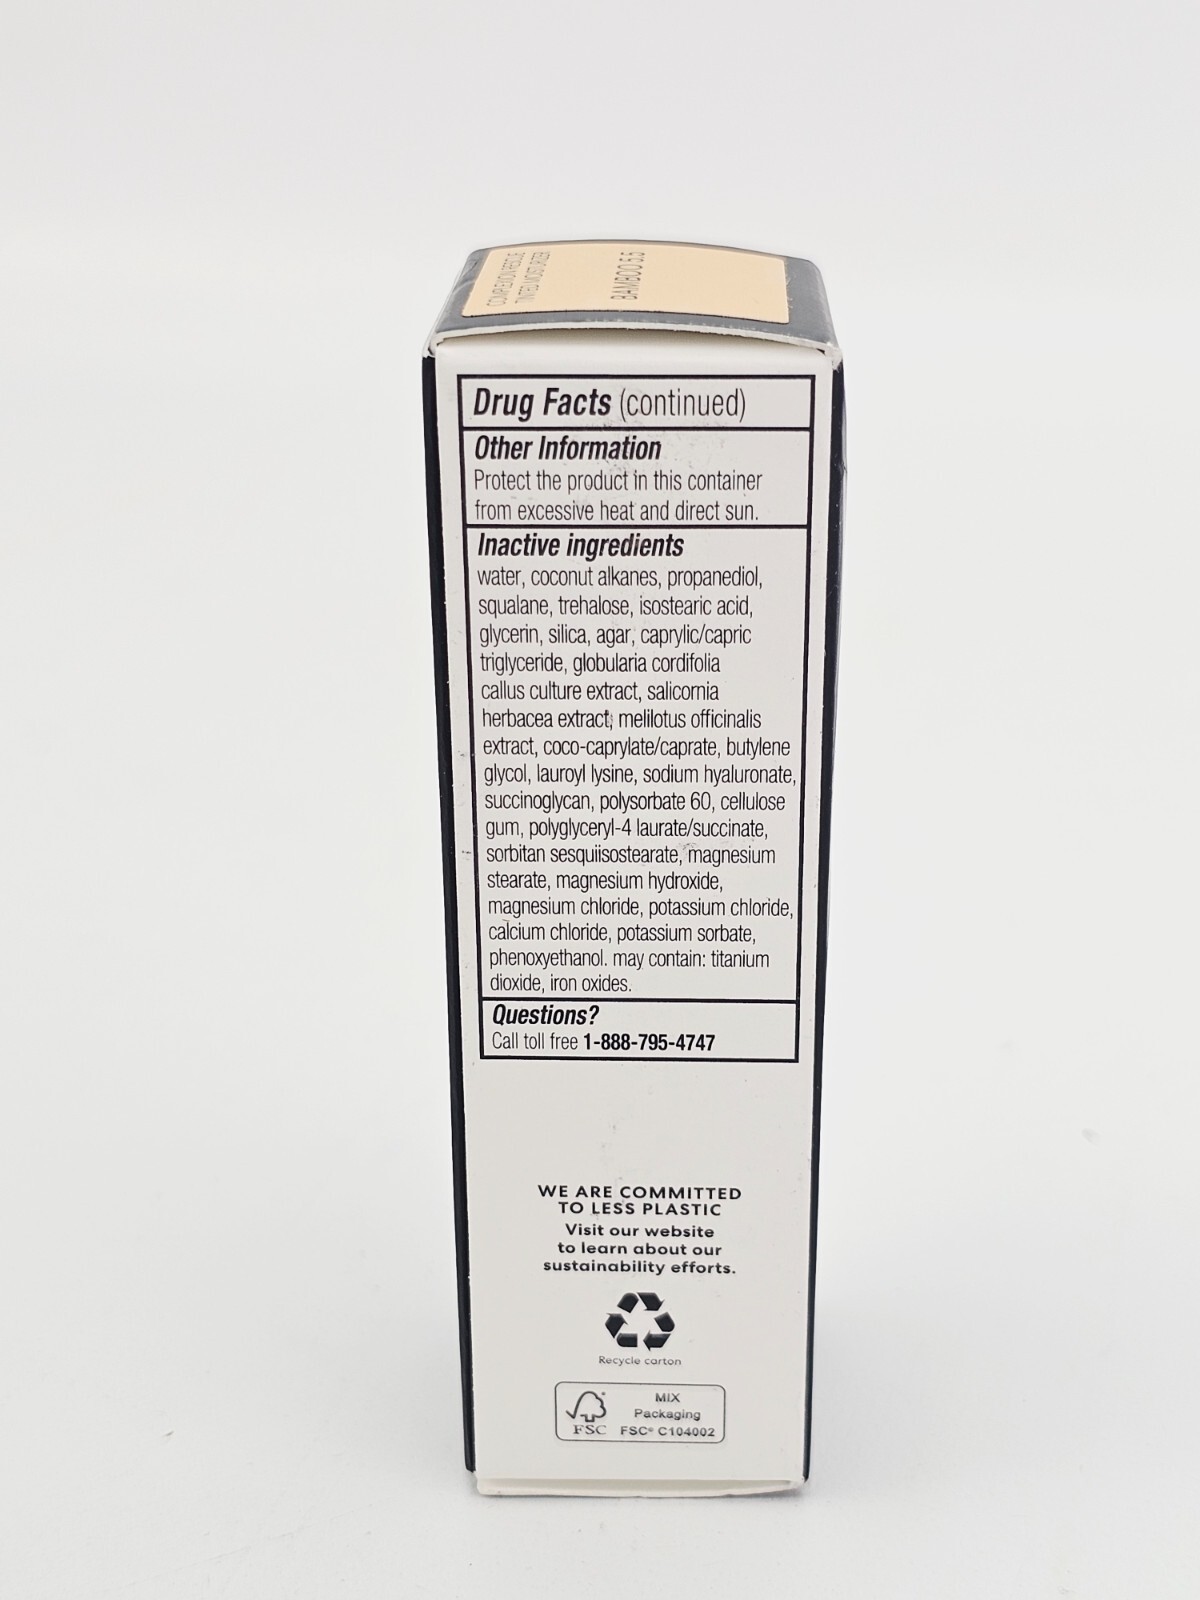 COMPLEXION RESCUE
TINTED MOISTURIZER
BAMBOO 5.5
Drug Facts (continued)
Other Information
Protect the product in this container
from excessive heat and direct sun.
Inactive ingredients
water, coconut alkanes, propanediol,
squalane, trehalose, isostearic acid,
glycerin, silica, agar, caprylic/capric
triglyceride, globularia cordifolia
callus culture extract, salicornia
herbacea extract, melilotus officinalis
extract, coco-caprylate/caprate, butylene
glycol, lauroyl lysine, sodium hyaluronate,
succinoglycan, polysorbate 60, cellulose
gum, polyglyceryl-4 laurate/succinate,
sorbitan sesquiisostearate, magnesium
stearate, magnesium hydroxide,
magnesium chloride, potassium chloride,
calcium chloride, potassium sorbate,
phenoxyethanol. may contain: titanium
dioxide, iron oxides.
Questions?
Call toll free 1-888-795-4747
WE ARE COMMITTED
TO LESS PLASTIC
Visit our website
to learn about our
sustainability efforts.
Recycle carton
FSC
MIX
Packaging
FSC® C104002